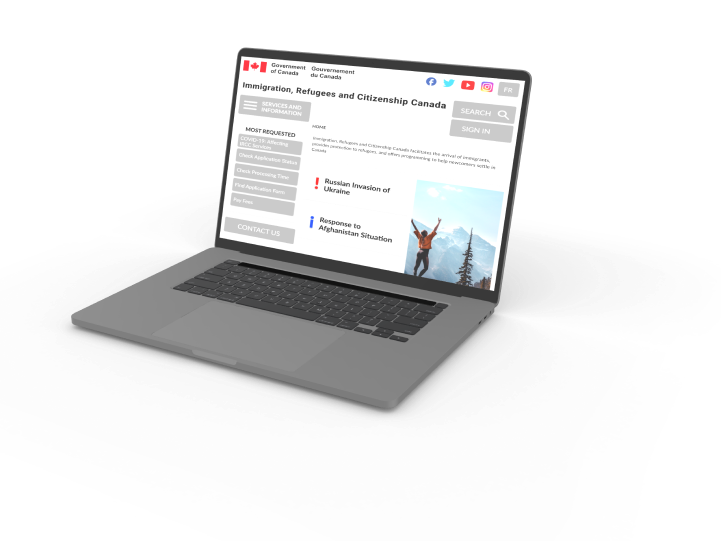 Government
of Canada
Gouvernement
du Canada
FR
Immigration, Refugees and Citizenship Canada
SEARCH
SIGN IN
SERVICES AND
INFORMATION
HOME
Immigration, Refugees and Citizenship Canada facilitates the arrival of immigrants,
provides protection to refugees, and offers programming to help newcomers settle in
Canada
MOST REQUESTED
COVID-19: Affecting
IRCC Services
Check Application Status
Check Processing Time
Find Application Form
Pay Fees
CONTACT US
Russian Invasion of
Ukraine
Response to
Afghanistan Situation